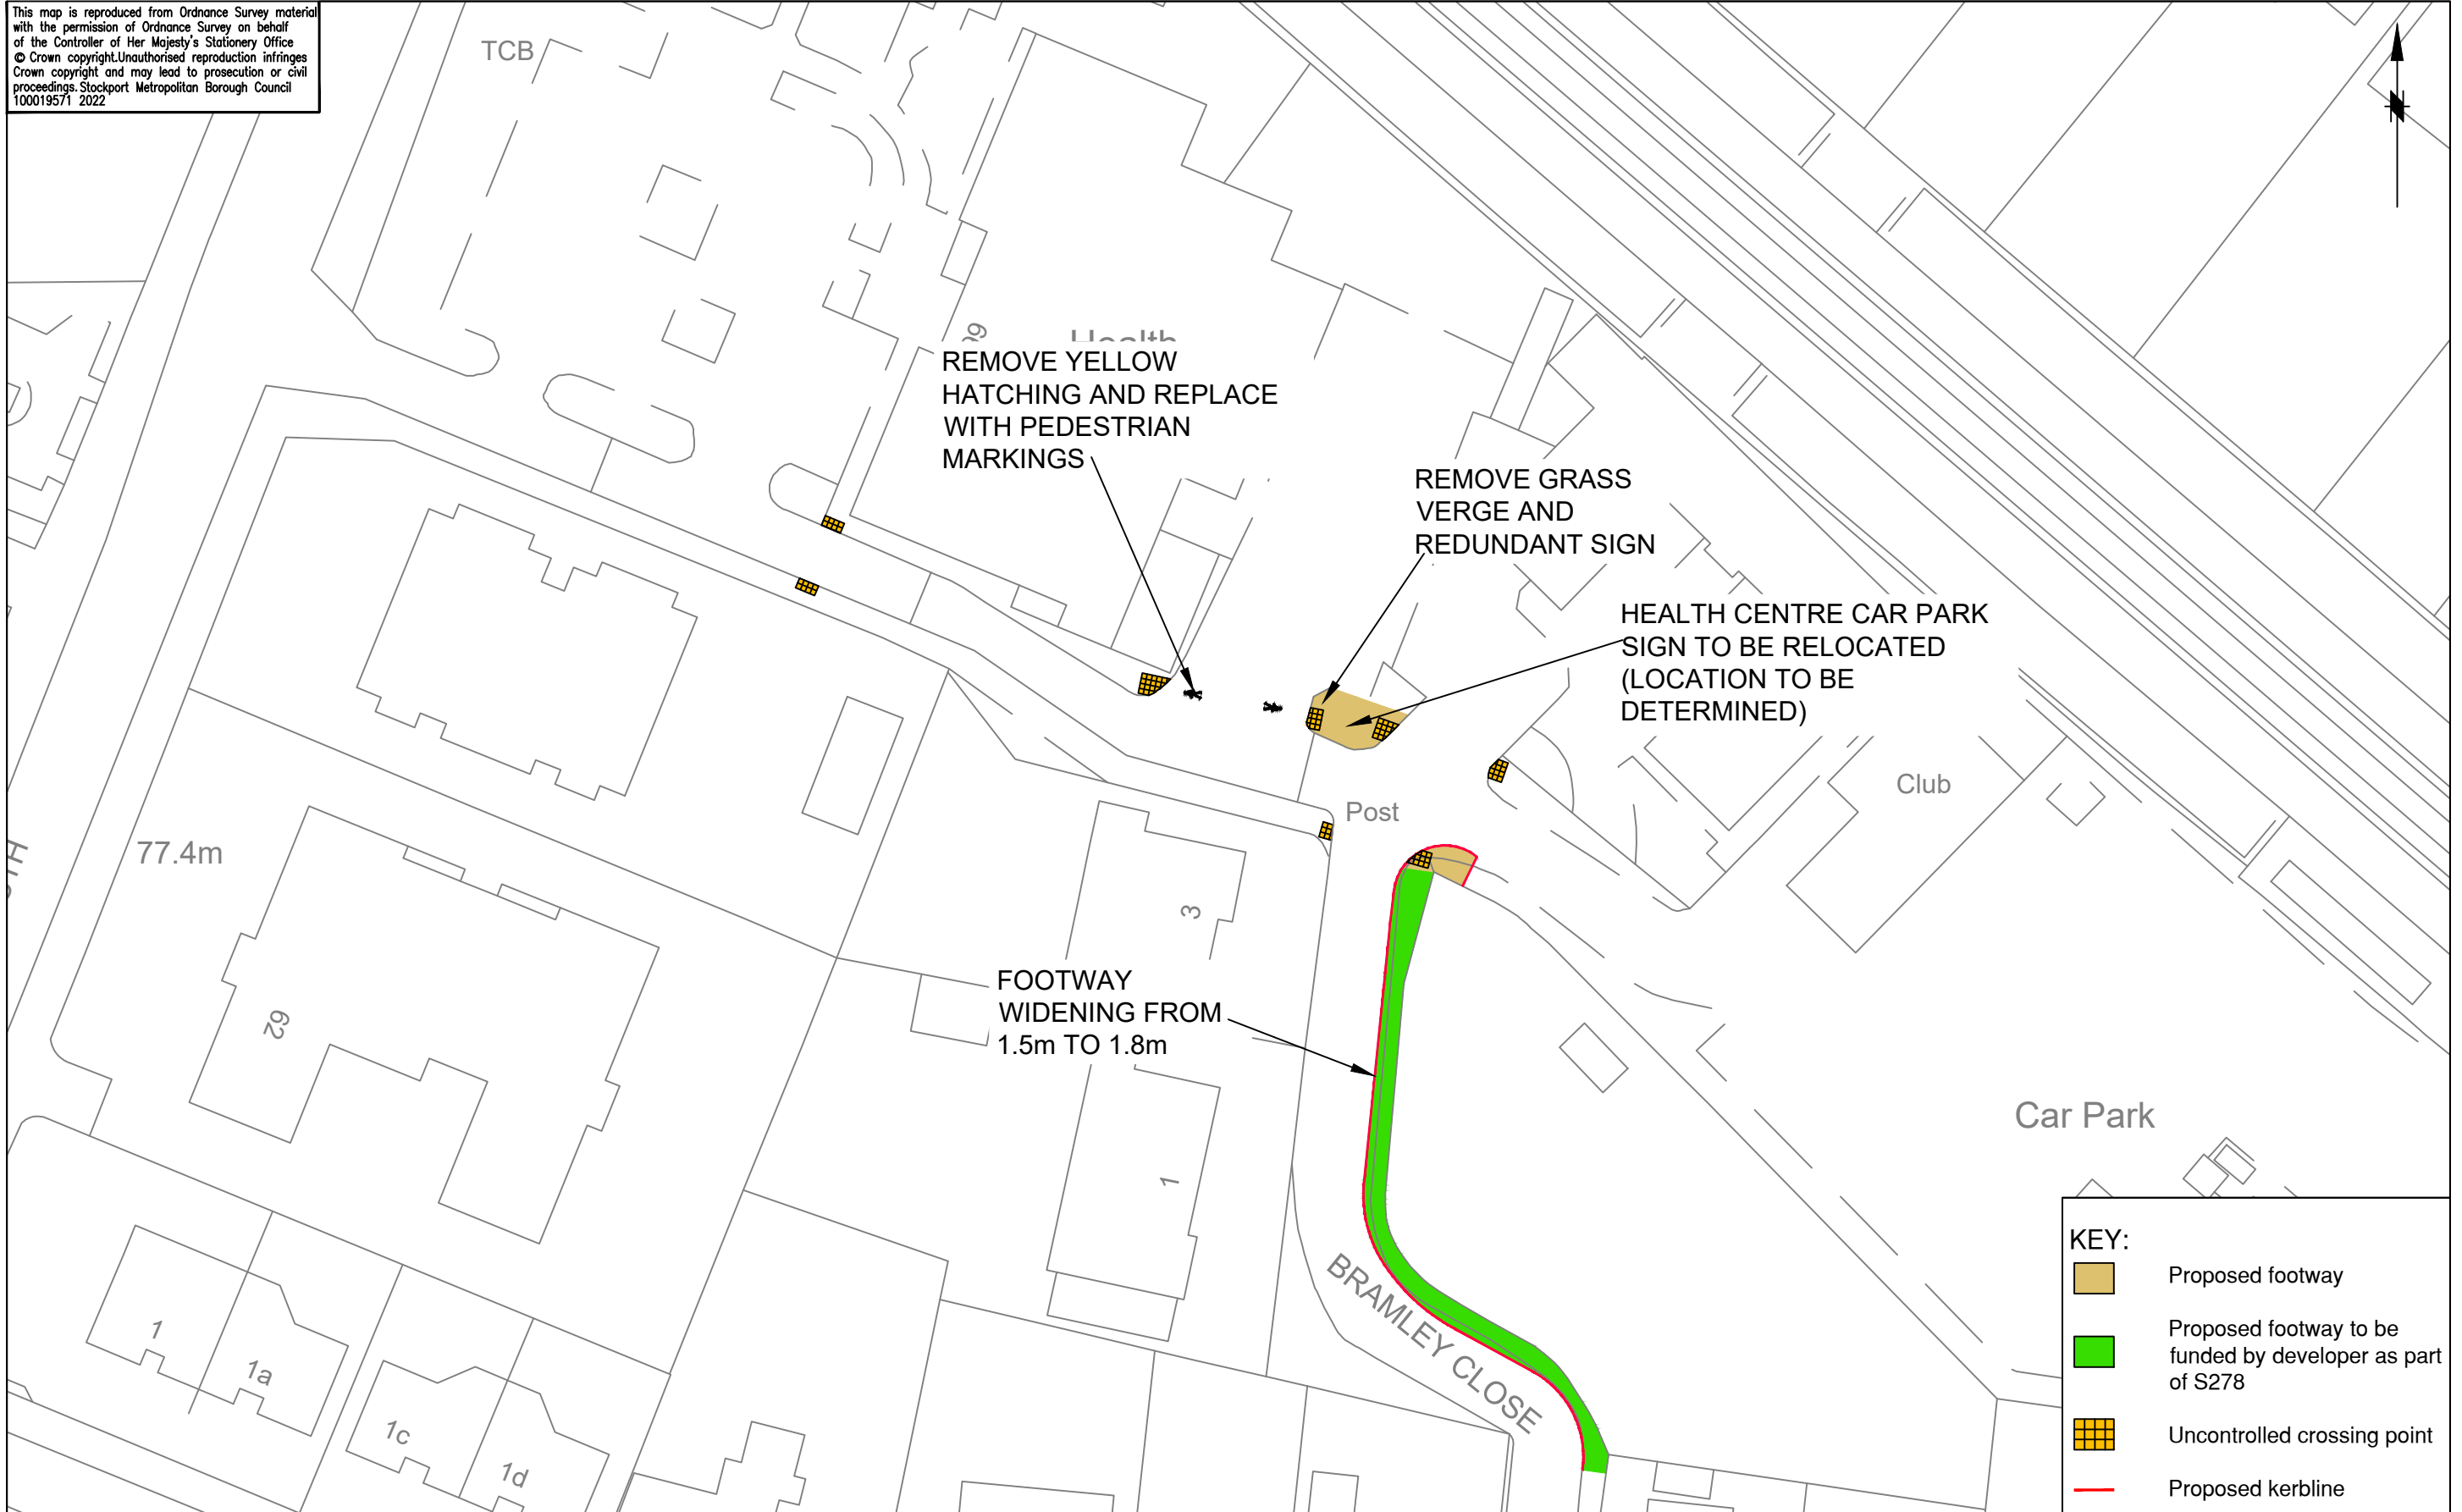 This map is reproduced from Ordnance Survey material
with the permission of Ordnance Survey on behalf
of the Controller of Her Majesty's Stationery Office
© Crown copyright.Unauthorised reproduction infringes
Crown copyright and may lead to prosecution or civil
proceedings. Stockport Metropolitan Borough Council
100019571 2022
TCB
Health
REMOVE YELLOW
HATCHING AND REPLACE
WITH PEDESTRIAN
MARKINGS
REMOVE GRASS
VERGE AND
REDUNDANT SIGN
HEALTH CENTRE CAR PARK
SIGN TO BE RELOCATED
(LOCATION TO BE
DETERMINED)
Club
Post
77.4m
3
FOOTWAY
WIDENING FROM
1.5m TO 1.8m
62
Car Park
1
BRAMLEY CLOSE
1
1a
1c
1d
KEY:
Proposed footway
Proposed footway to be
funded by developer as part
of S278
Uncontrolled crossing point
Proposed kerbline